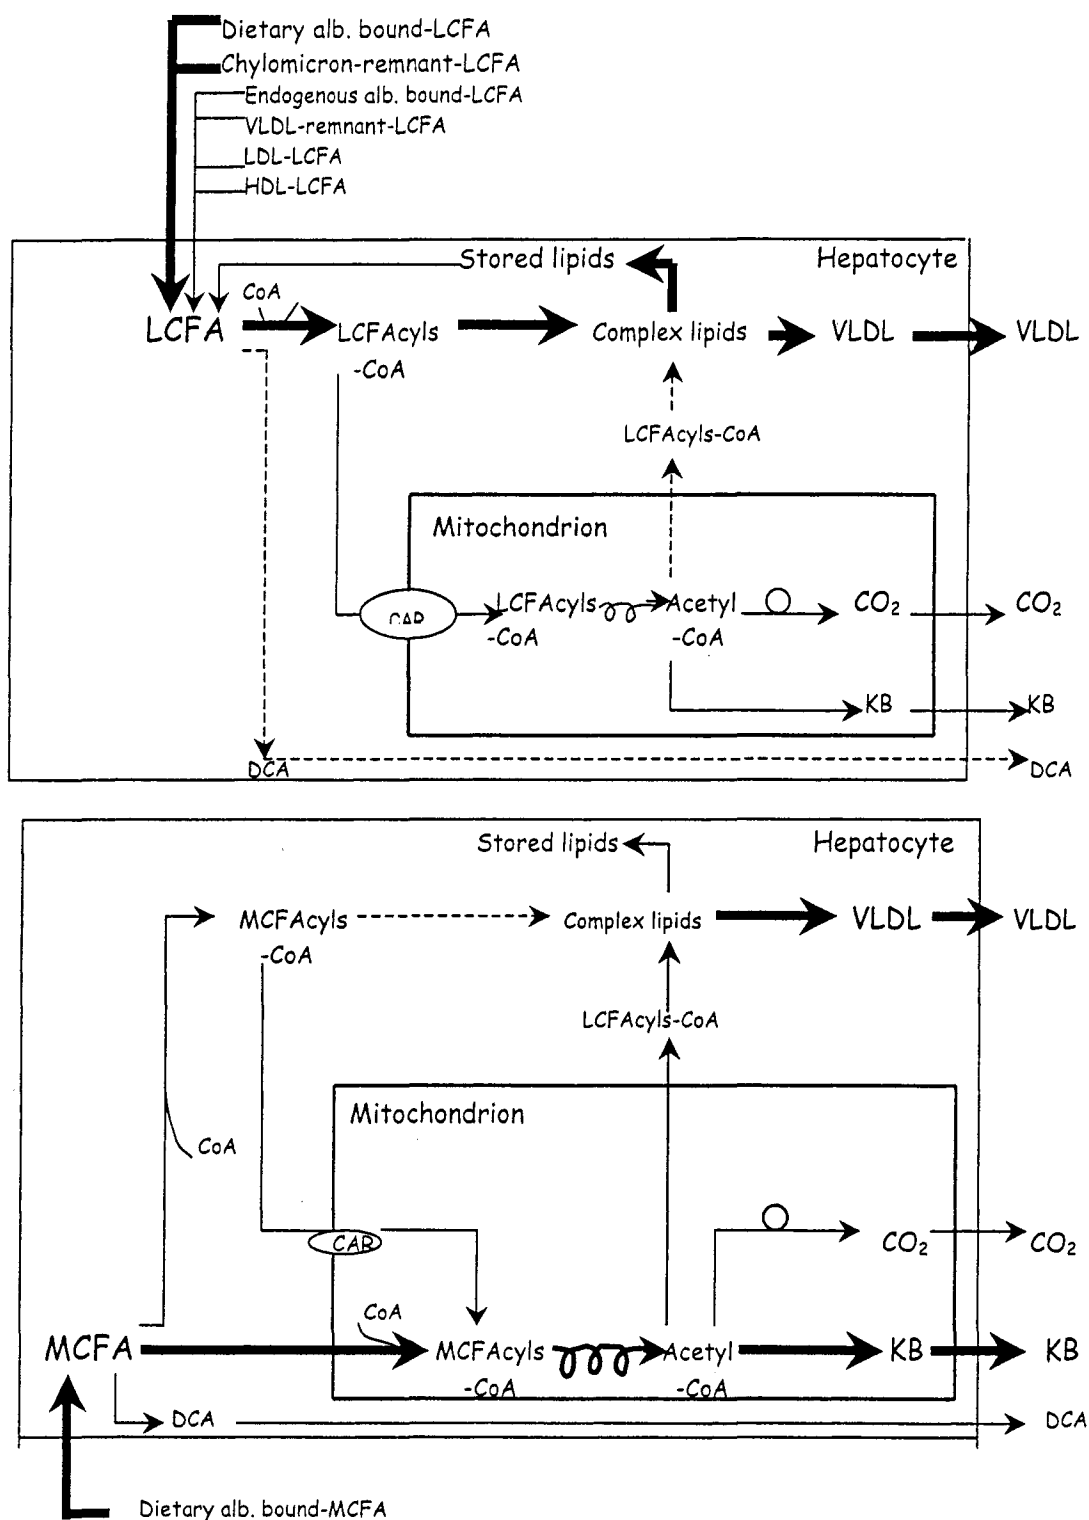 Dietary alb. bound-LCFA
Chylomicron-remnant-LCFA
Endogenous alb. bound-LCFA
VLDL-remnant-LCFA
LDL-LCFA
HDL-LCFA
Stored lipids
Hepatocyte
CoA
LCFA
LCFAcyls
-CoA
Complex lipids
VLDL
VLDL
LCFAcyls-CoA
Mitochondrion
CAR
LCFAcyls
-CoA
Acetyl
-CoA
CO2
CO2
KB
KB
DCA
DCA
Stored lipids
Hepatocyte
MCFAcyls
-CoA
Complex lipids
VLDL
VLDL
LCFAcyls-CoA
Mitochondrion
CoA
CAR
CO2
CO2
CoA
MCFA
MCFAcyls
-CoA
Acetyl
-CoA
KB
KB
DCA
DCA
Dietary alb. bound-MCFA